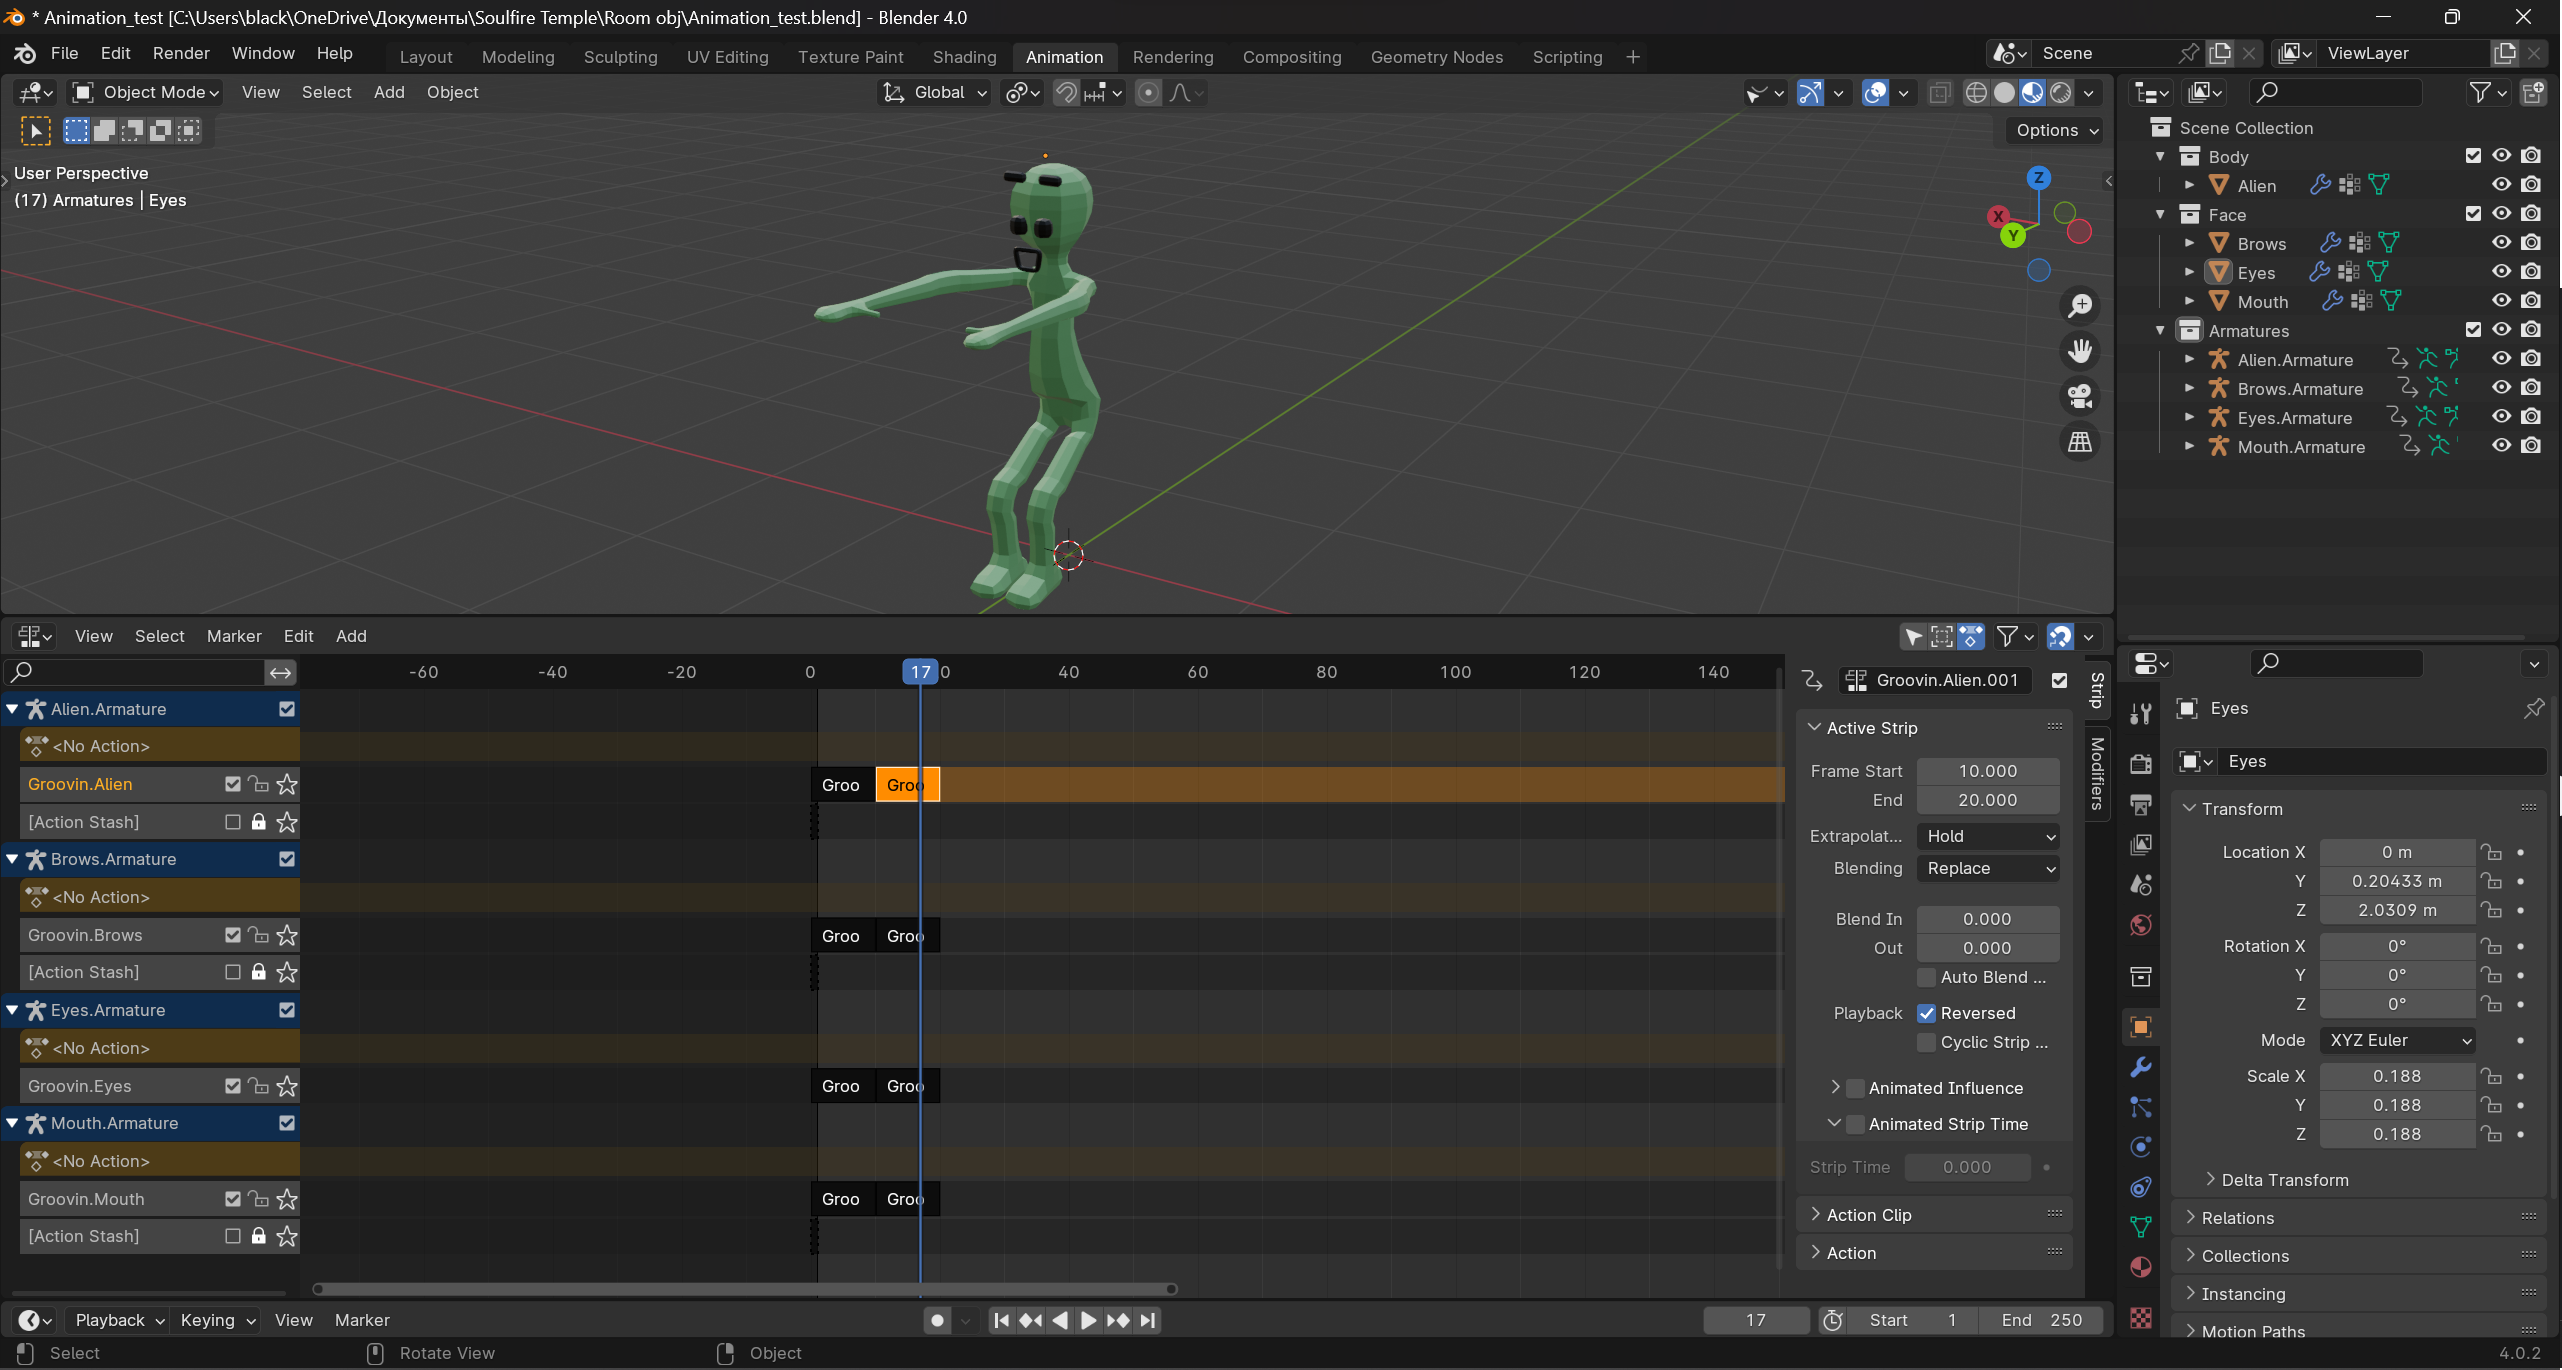 * Animation_test [C:\Users\black\OneDrive\Документы\Soulfire Temple\Room obj\Animation_test.blend] - Blender 4.0
File Edit Render Window Help Layout Modeling Sculpting UV Editing Texture Paint Shading Animation Rendering Compositing Geometry Nodes Scripting + Scene ViewLayer
Object Mode View Select Add Object Global
Options
User Perspective
(17) Armatures | Eyes
Z
X
Y
Scene Collection
Body
Alien
Face
Brows
Eyes
Mouth
Armatures
Alien.Armature
Brows.Armature
Eyes.Armature
Mouth.Armature
View Select Marker Edit Add
-60 -40 -20 0 17 0 40 60 80 100 120 140
Alien.Armature
<No Action>
Groovin.Alien Groo Groo
[Action Stash]
Brows.Armature
<No Action>
Groovin.Brows Groo Groo
[Action Stash]
Eyes.Armature
<No Action>
Groovin.Eyes Groo Groo
Mouth.Armature
<No Action>
Groovin.Mouth Groo Groo
[Action Stash]
Groovin.Alien.001
Strip
Modifiers
Active Strip
Frame Start 10.000
End 20.000
Extrapolat... Hold
Blending Replace
Blend In 0.000
Out 0.000
Auto Blend ...
Playback Reversed
Cyclic Strip ...
Animated Influence
Animated Strip Time
Strip Time 0.000
Action Clip
Action
Eyes
Eyes
Transform
Location X 0 m
Y 0.20433 m
Z 2.0309 m
Rotation X 0°
Y 0°
Z 0°
Mode XYZ Euler
Scale X 0.188
Y 0.188
Z 0.188
Delta Transform
Relations
Collections
Instancing
Motion Paths
Playback Keying View Marker 17 Start 1 End 250
Select Rotate View Object 4.0.2